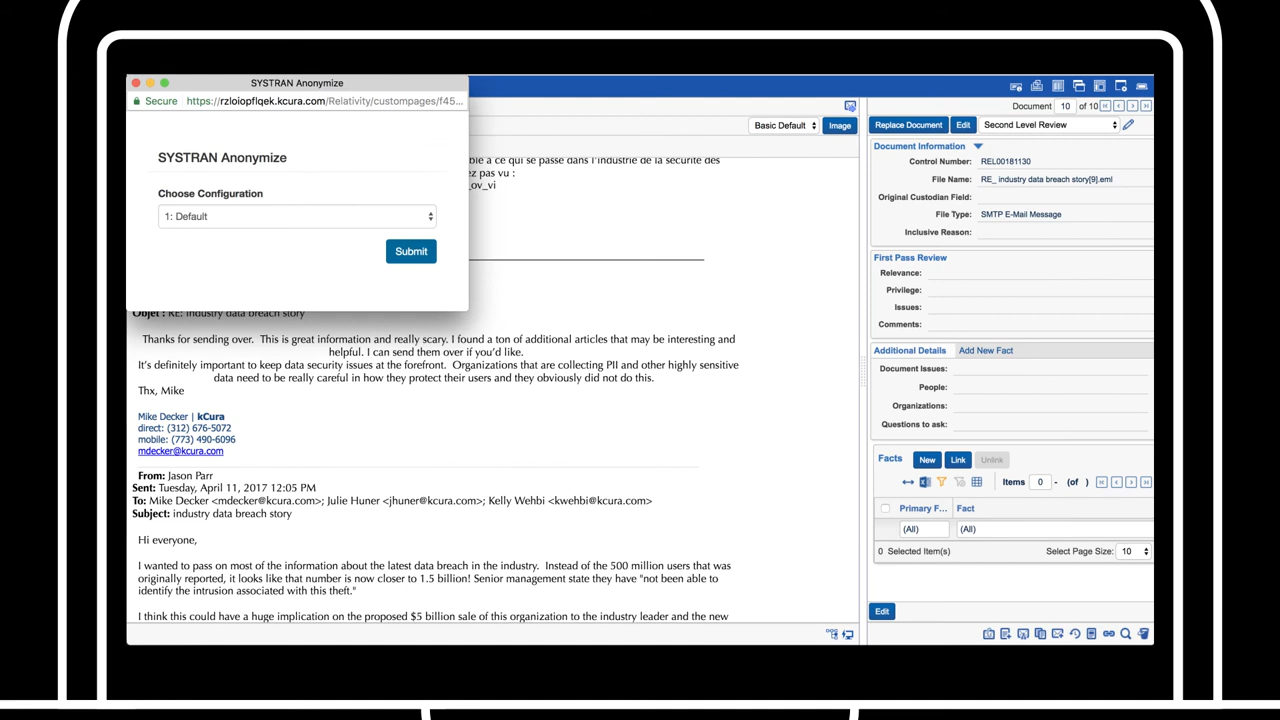 SYSTRAN Anonymize
Secure https://rzloiopflqek.kcura.com/Relativity/custompages/f45...
SYSTRAN Anonymize
Choose Configuration
1: Default
Submit
Basic Default
Image
a ce qui se passe dans l'industrie de la securite des
pas vu :
_ov_vi
Objet : RE: industry data breach story
Thanks for sending over. This is great information and really scary. I found a ton of additional articles that may be interesting and
helpful. I can send them over if you'd like.
It's definitely important to keep data security issues at the forefront. Organizations that are collecting PII and other highly sensitive
data need to be really careful in how they protect their users and they obviously did not do this.
Thx, Mike
Mike Decker | kCura
direct: (312) 676-5072
mobile: (773) 490-6096
mdecker@kcura.com
From: Jason Parr
Sent: Tuesday, April 11, 2017 12:05 PM
To: Mike Decker <mdecker@kcura.com>; Julie Huner <jhuner@kcura.com>; Kelly Wehbi <kwehbi@kcura.com>
Subject: industry data breach story
Hi everyone,
I wanted to pass on most of the information about the latest data breach in the industry. Instead of the 500 million users that was
originally reported, it looks like that number is now closer to 1.5 billion! Senior management state they have "not been able to
identify the intrusion associated with this theft."
I think this could have a huge implication on the proposed $5 billion sale of this organization to the industry leader and the new
Document 10 of 10
Replace Document Edit Second Level Review
Document Information
Control Number: REL00181130
File Name: RE_ industry data breach story[9].eml
Original Custodian Field:
File Type: SMTP E-Mail Message
Inclusive Reason:
First Pass Review
Relevance:
Privilege:
Issues:
Comments:
Additional Details Add New Fact
Document Issues:
People:
Organizations:
Questions to ask:
Facts New Link Unlink
Items 0 - (of )
Primary F... Fact
(All) (All)
0 Selected Item(s) Select Page Size: 10
Edit